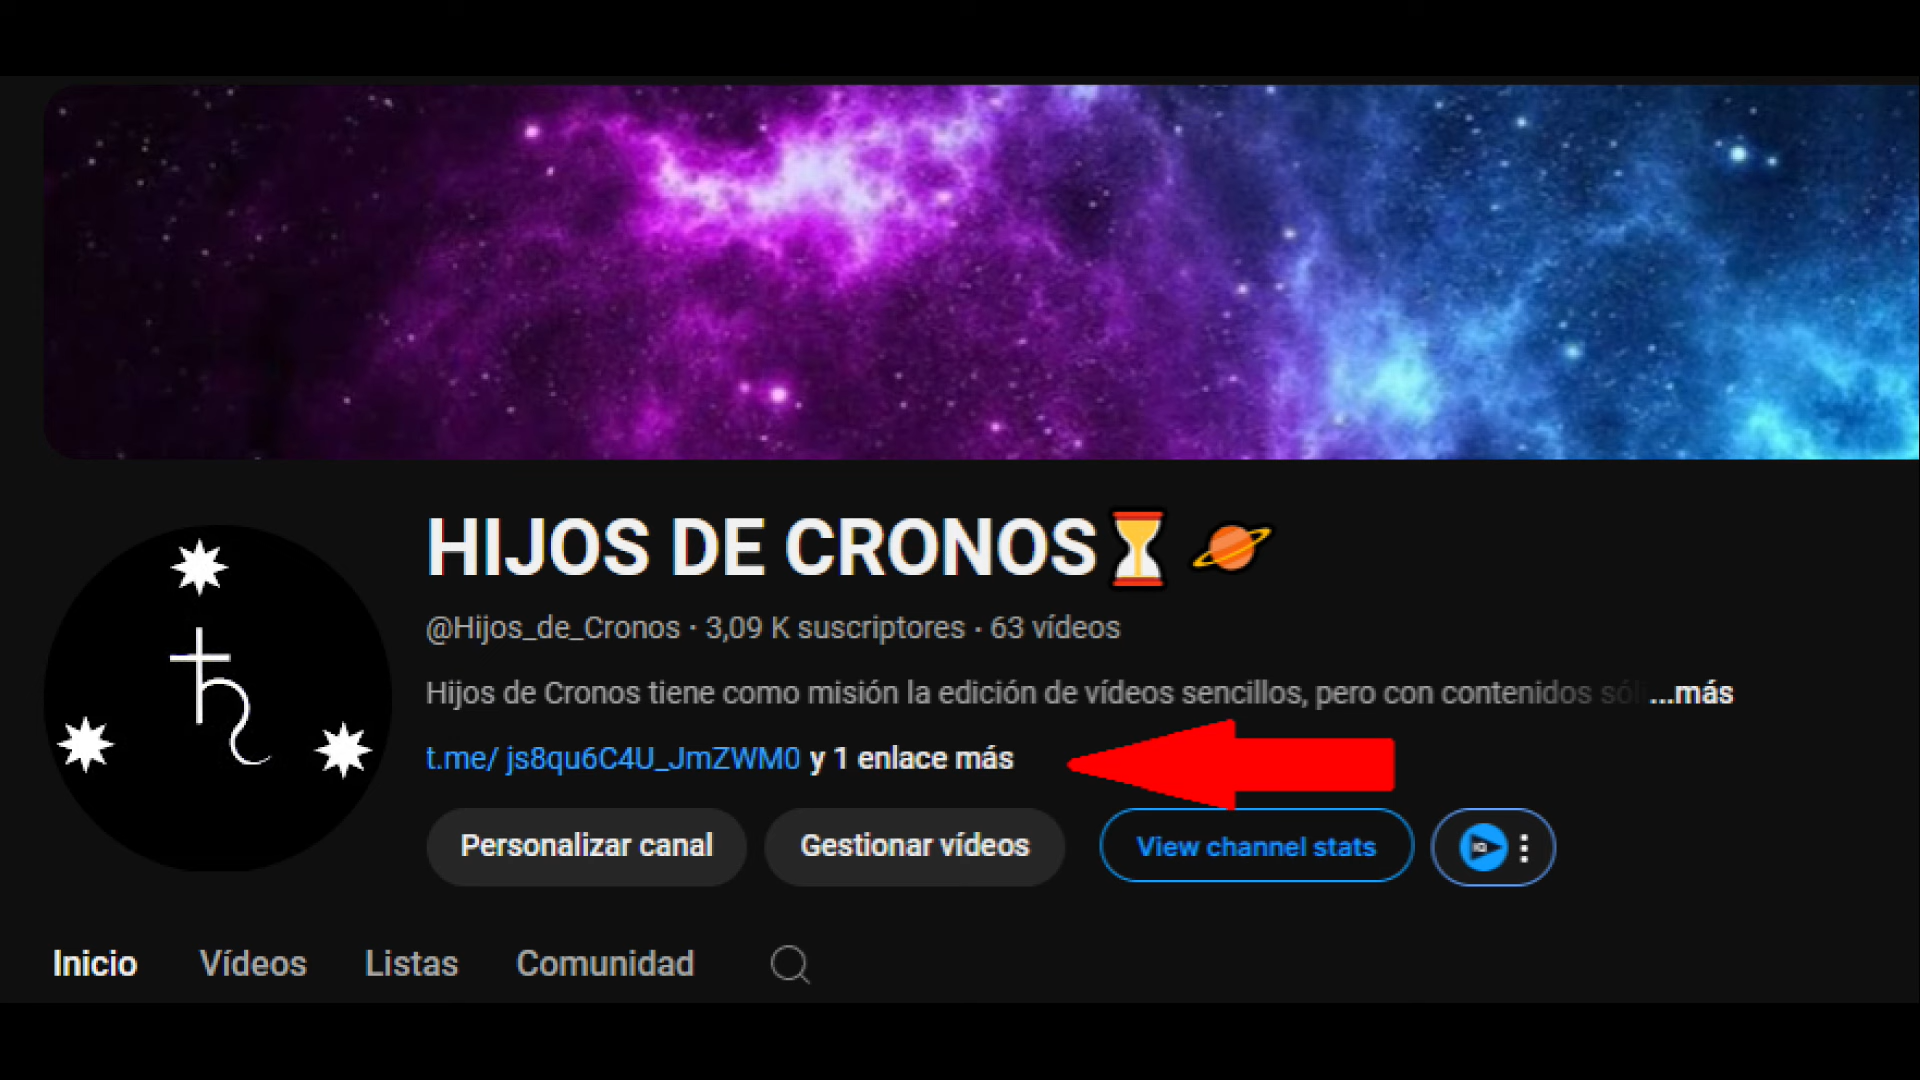 HIJOS DE CRONOS⏳🪐
@Hijos_de_Cronos · 3,09 K suscriptores · 63 vídeos
Hijos de Cronos tiene como misión la edición de vídeos sencillos, pero con contenidos ...más
t.me/ js8qu6C4U_JmZWM0 y 1 enlace más
Personalizar canal Gestionar vídeos View channel stats
Inicio Vídeos Listas Comunidad